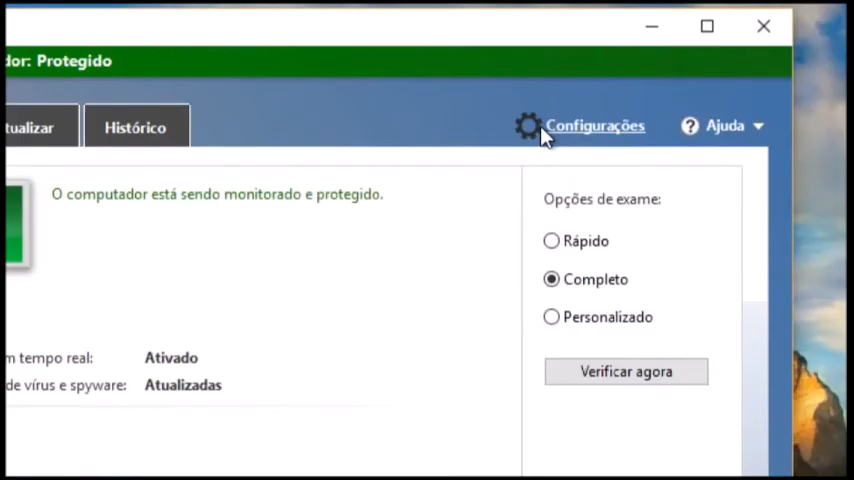 dor: Protegido
tualizar
Histórico
Configurações
Ajuda
O computador está sendo monitorado e protegido.
Opções de exame:
Rápido
Completo
Personalizado
m tempo real: Ativado
de vírus e spyware: Atualizadas
Verificar agora